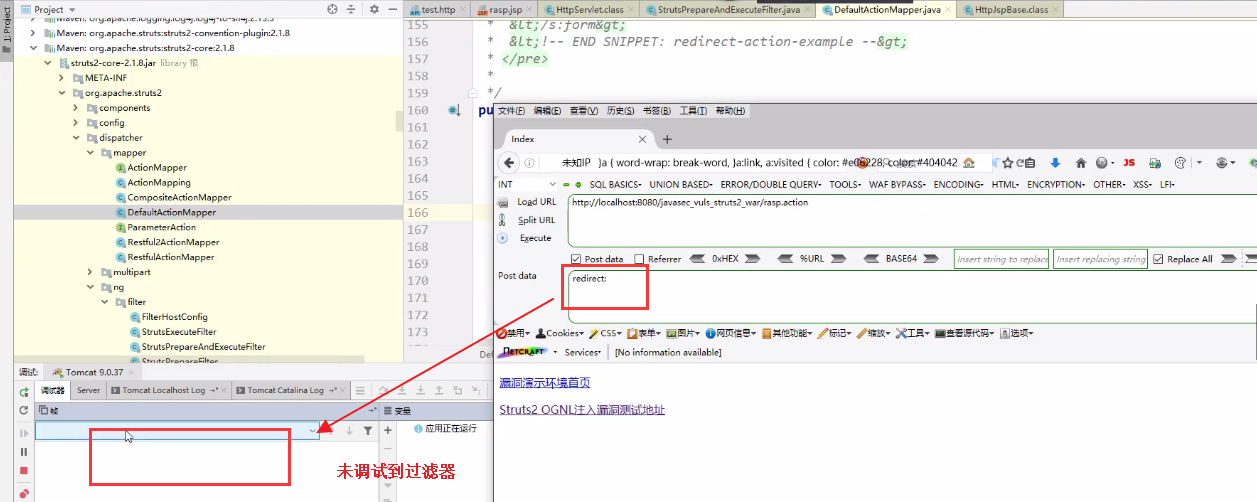 Project
test.http
rasp.jsp
HttpServlet.class
StrutsPrepareAndExecuteFilter.java
DefaultActionMapper.java
HttpJspBase.class
1: Project
Maven: org.apache.logging.log4j:log4j-to-slf4j:2.13.3
Maven: org.apache.struts:struts2-convention-plugin:2.1.8
Maven: org.apache.struts:struts2-core:2.1.8
struts2-core-2.1.8.jar library 根
META-INF
org.apache.struts2
components
config
dispatcher
mapper
ActionMapper
ActionMapping
CompositeActionMapper
DefaultActionMapper
ParameterAction
Restful2ActionMapper
RestfulActionMapper
multipart
ng
filter
FilterHostConfig
StrutsExecuteFilter
StrutsPrepareAndExecuteFilter
StrutsPrepareFilter
155 * &lt;/s:form&gt;
156 * &lt;!-- END SNIPPET: redirect-action-example --&gt;
157 * </pre>
158 *
159 */
160 pu
161
162
163
164
165
166
167
168
169
170
171
172
173
Def
文件(F) 编辑(E) 查看(V) 历史(S) 书签(B) 工具(T) 帮助(H)
Index
未知IP }a { word-wrap: break-word, }a:link, a:visited { color: #e06228, color: #404042
JS
INT
SQL BASICS UNION BASED ERROR/DOUBLE QUERY TOOLS WAF BYPASS ENCODING HTML ENCRYPTION OTHER XSS LFI
Load URL
http://localhost:8080/javasec_vuls_struts2_war/rasp.action
Split URL
Execute
Post data Referrer 0xHEX %URL BASE64 Insert string to replace Insert replacing string Replace All
Post data
redirect:
禁用 Cookies CSS 表单 图片 网页信息 其他功能 标记 缩放 工具 查看源代码 选项
NETCRAFT Services [No information available]
漏洞演示环境首页
Struts2 OGNL注入漏洞测试地址
调试: Tomcat 9.0.37
调试器 Server Tomcat Localhost Log Tomcat Catalina Log
帧
变量
应用正在运行
未调试到过滤器